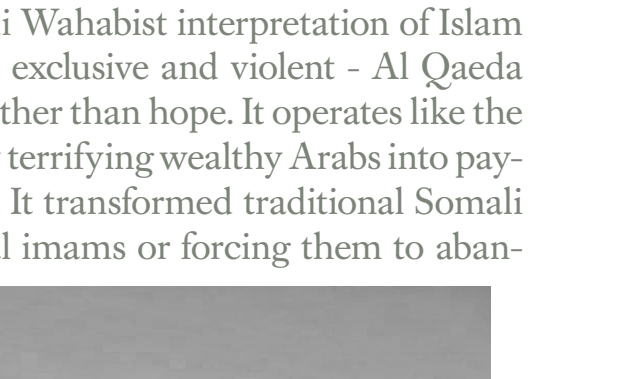 i Wahabist interpretation of Islam
exclusive and violent - Al Qaeda
ther than hope. It operates like the
terrifying wealthy Arabs into pay-
It transformed traditional Somali
l imams or forcing them to aban-